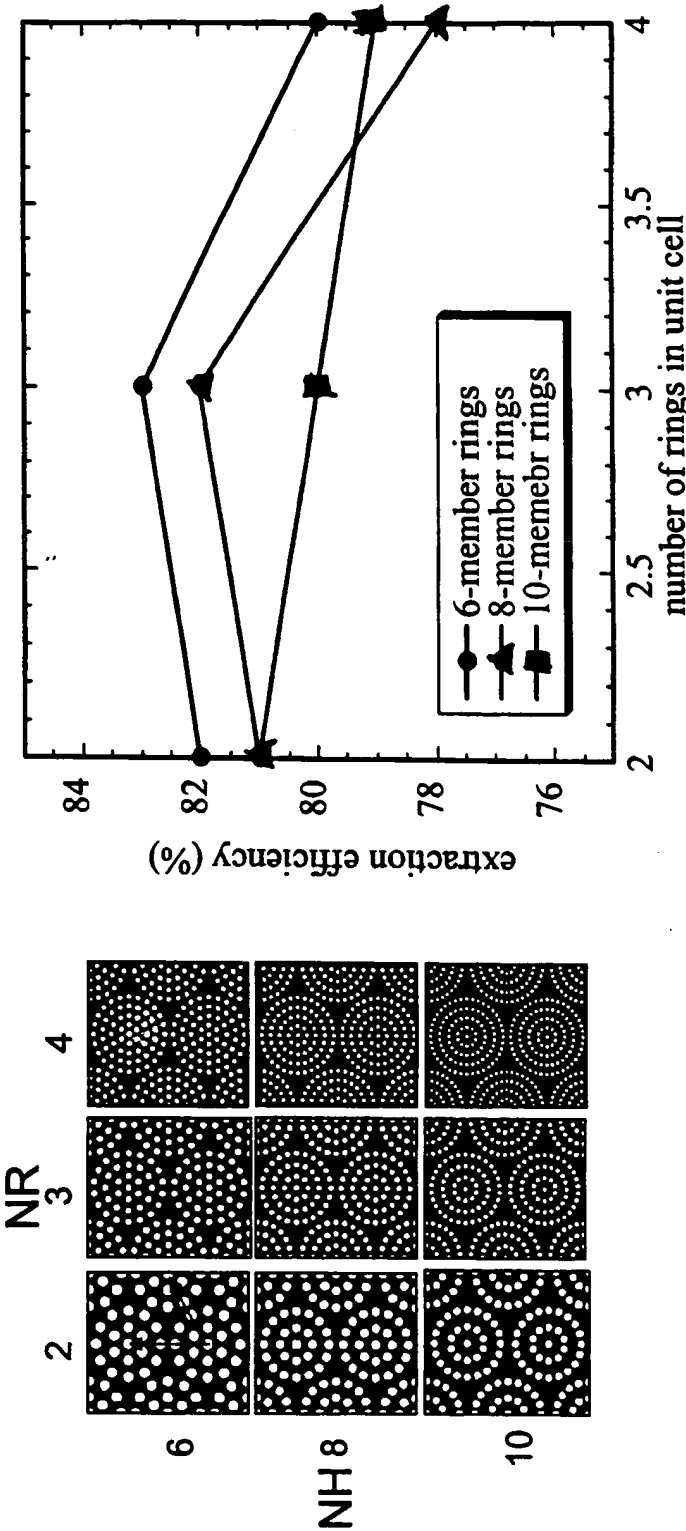 NR
2 3 4
6
NH 8
10
extraction efficiency (%)
84
82
80
78
76
2 2.5 3 3.5 4
number of rings in unit cell
6-member rings
8-member rings
10-memebr rings